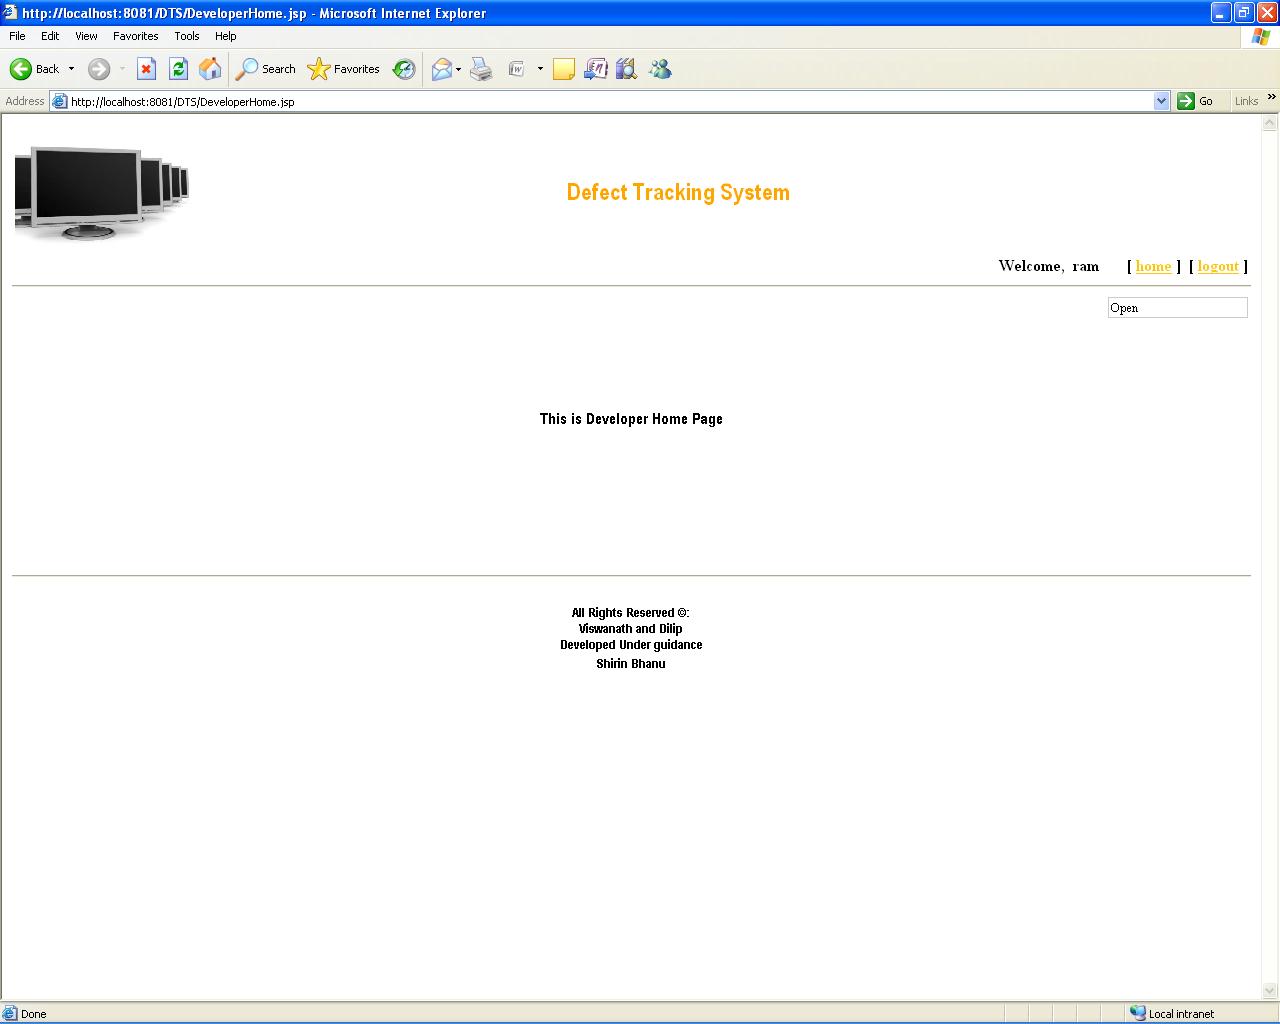 http://localhost:8081/DTS/DeveloperHome.jsp - Microsoft Internet Explorer
File Edit View Favorites Tools Help
Back Search Favorites
Address http://localhost:8081/DTS/DeveloperHome.jsp Go Links »
Defect Tracking System
Welcome, ram [ home ] [ logout ]
Open
This is Developer Home Page
All Rights Reserved ©:
Viswanath and Dilip
Developed Under guidance
Shirin Bhanu
Done Local intranet